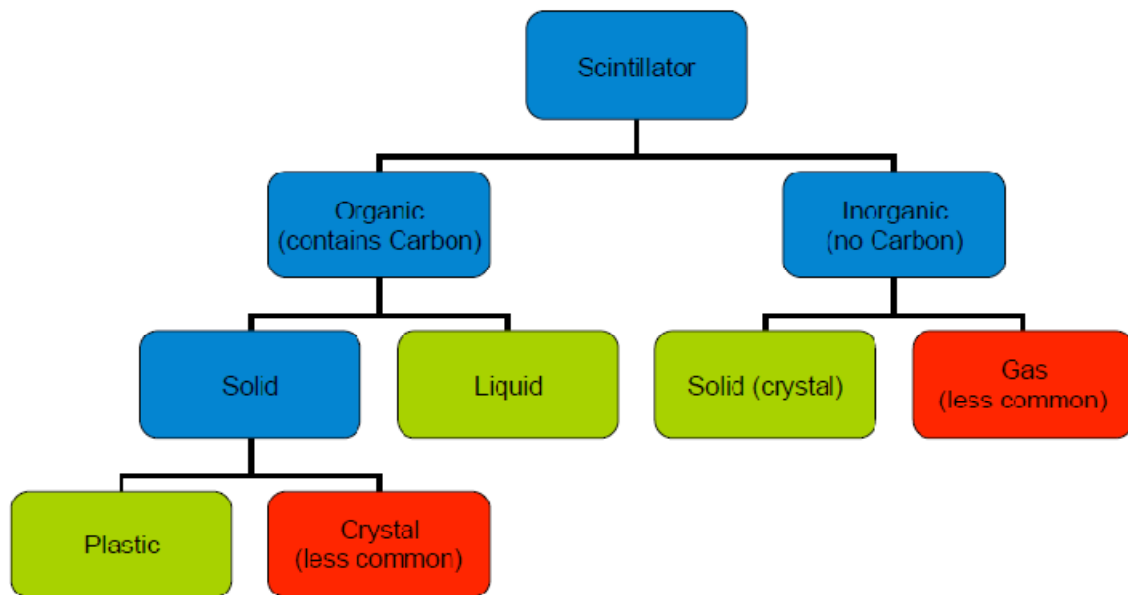 Scintillator
Organic
(contains Carbon)
Inorganic
(no Carbon)
Solid
Liquid
Solid (crystal)
Gas
(less common)
Plastic
Crystal
(less common)